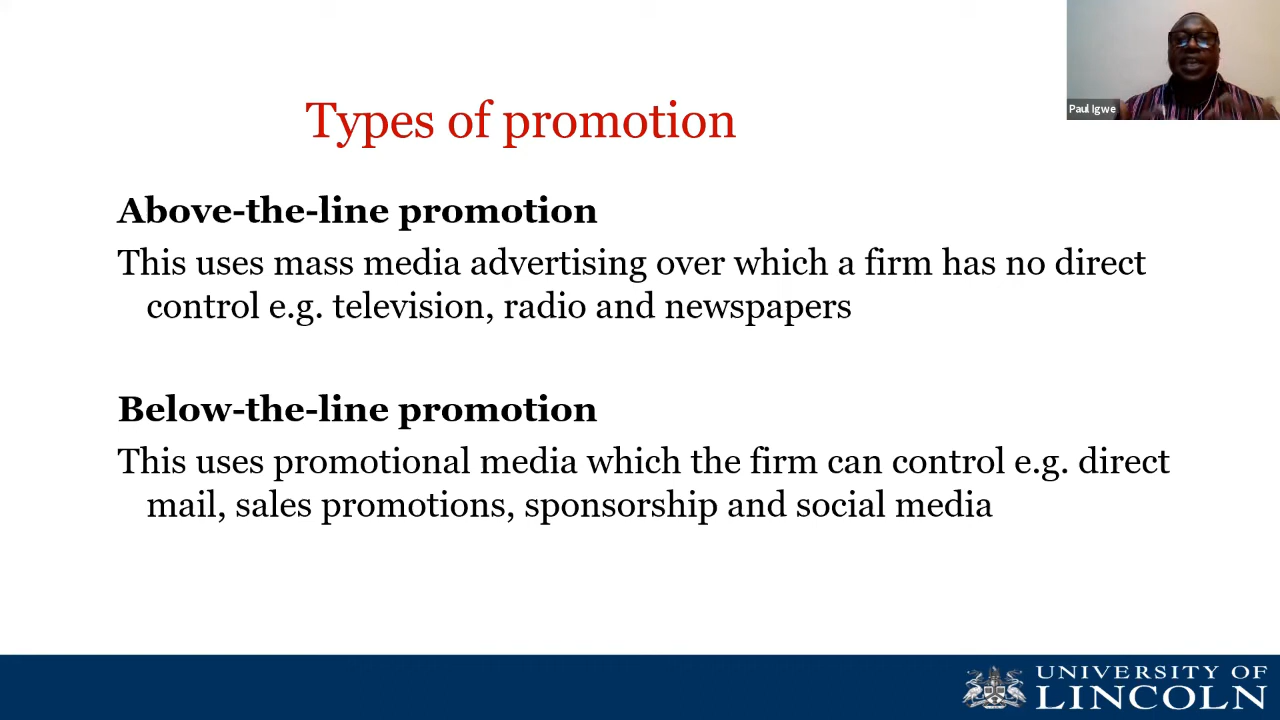 Paul Igwe
Types of promotion
Above-the-line promotion
This uses mass media advertising over which a firm has no direct
control e.g. television, radio and newspapers
Below-the-line promotion
This uses promotional media which the firm can control e.g. direct
mail, sales promotions, sponsorship and social media
UNIVERSITY OF
LINCOLN